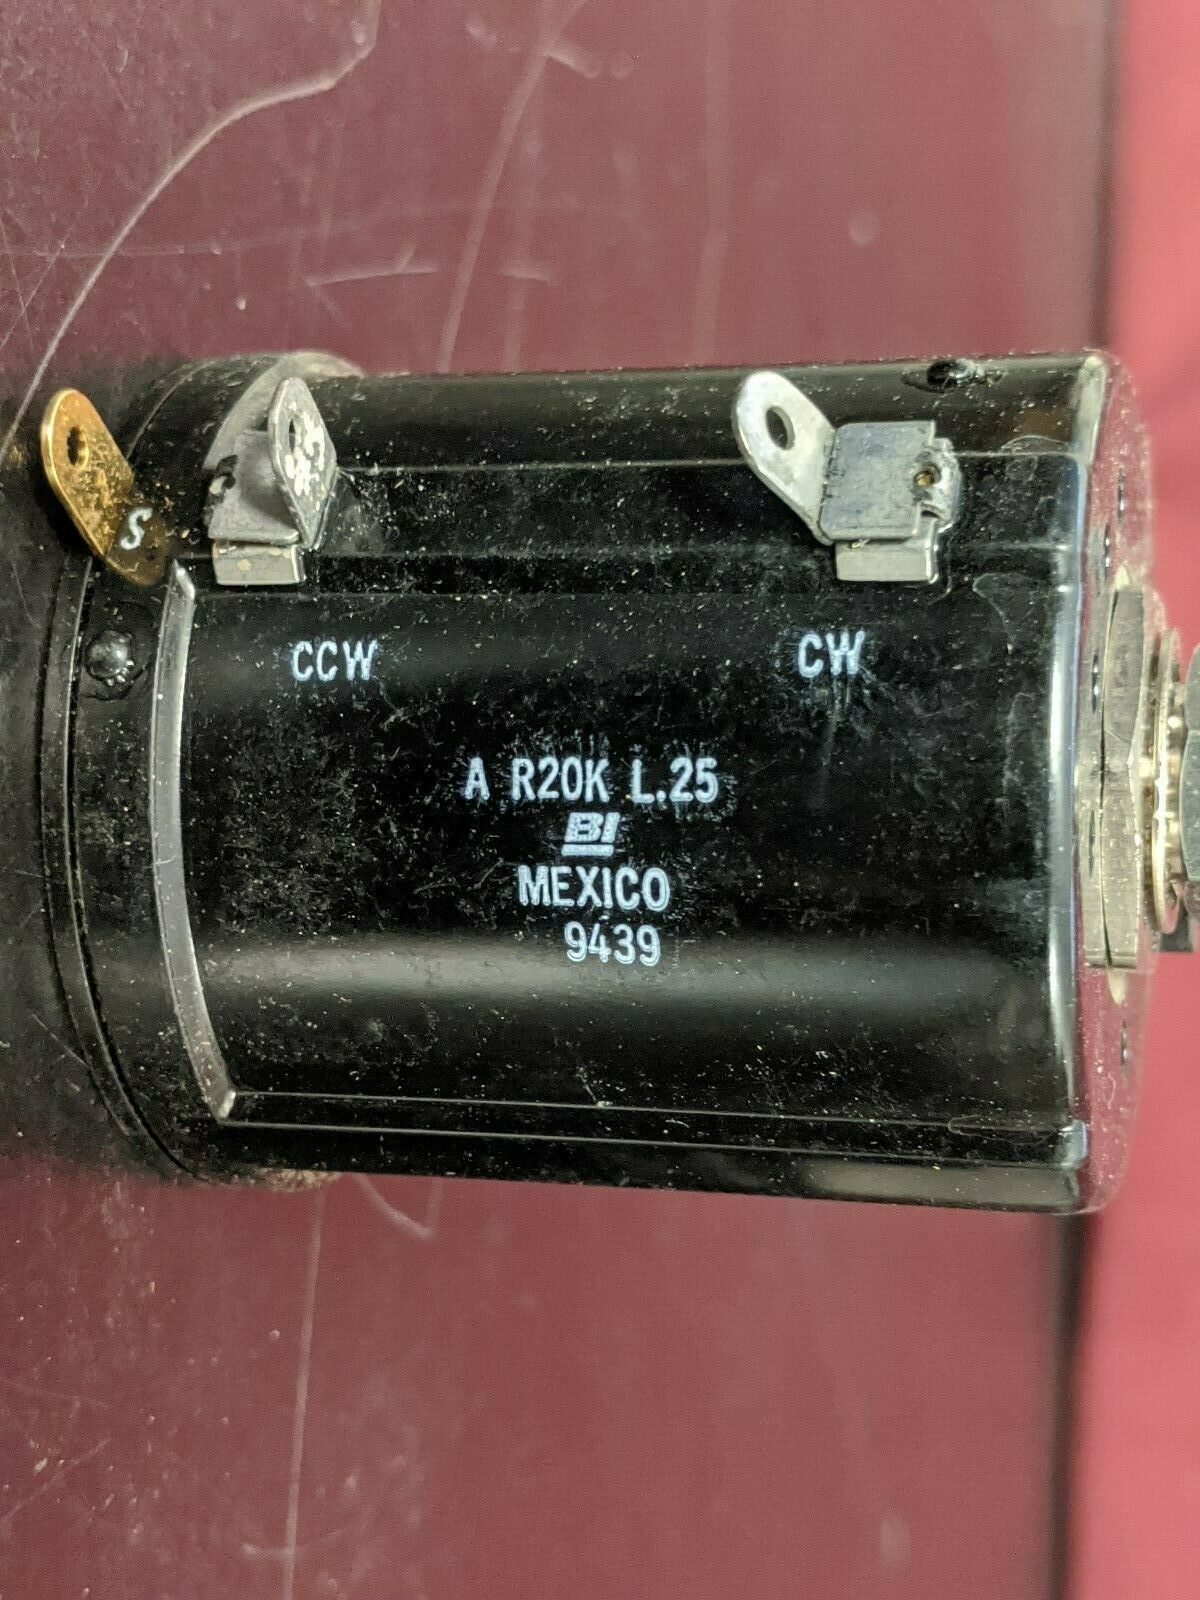 S
CCW CW
A R20K L.25
BI
MEXICO
9439